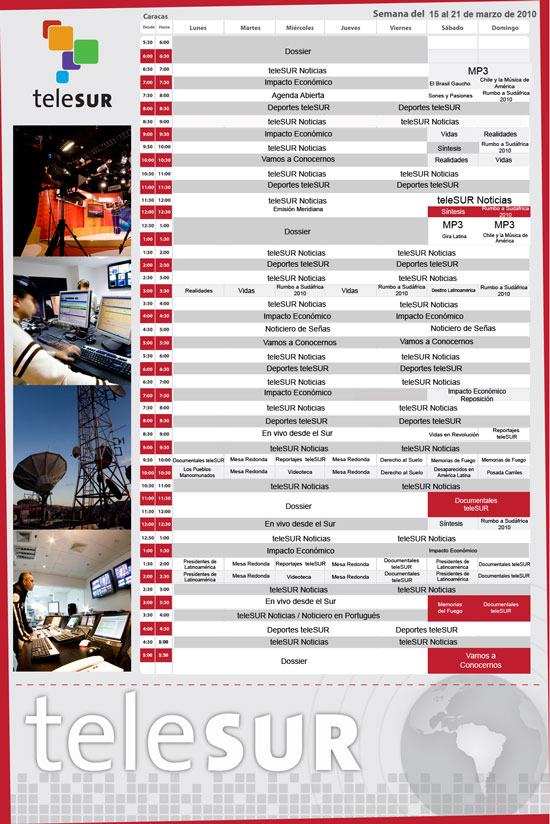 Semana del 15 al 21 de marzo de 2010
Caracas
Desde Hasta Lunes Martes Miércoles Jueves Viernes Sábado Domingo
teleSUR
5:30 6:00
Dossier
6:00 6:30
6:30 7:00 teleSUR Noticias MP3
7:00 7:30 Impacto Económico El Brasil Gaucho Chile y la Música de América
7:30 8:00 Agenda Abierta Sones y Pasiones Rumbo a Sudáfrica 2010
8:00 8:30 Deportes teleSUR Deportes teleSUR
8:30 9:00 teleSUR Noticias teleSUR Noticias
9:00 9:30 Impacto Económico Vidas Realidades
9:30 10:00 teleSUR Noticias Síntesis Rumbo a Sudáfrica 2010
10:00 10:30 Vamos a Conocernos Realidades Vidas
10:30 11:00 teleSUR Noticias teleSUR Noticias
11:00 11:30 Deportes teleSUR Deportes teleSUR
11:30 12:00 teleSUR Noticias teleSUR Noticias
12:00 12:30 Emisión Meridiana Síntesis Rumbo a Sudáfrica 2010
12:30 1:00 MP3 MP3
Dossier
1:00 1:30 Gira Latina Chile y la Música de América
1:30 2:00 teleSUR Noticias teleSUR Noticias
2:00 2:30 Deportes teleSUR Deportes teleSUR
2:30 3:00 teleSUR Noticias teleSUR Noticias
3:00 3:30 Realidades Vidas Rumbo a Sudáfrica 2010 Vidas Rumbo a Sudáfrica 2010 Destino Latinoamérica Rumbo a Sudáfrica 2010
3:30 4:00 teleSUR Noticias teleSUR Noticias
4:00 4:30 Impacto Económico Impacto Económico
4:30 5:00 Noticiero de Señas Noticiero de Señas
5:00 5:30 Vamos a Conocernos Vamos a Conocernos
5:30 6:00 teleSUR Noticias teleSUR Noticias
6:00 6:30 Deportes teleSUR Deportes teleSUR
6:30 7:00 teleSUR Noticias teleSUR Noticias
7:00 7:30 Impacto Económico Impacto Económico Reposición
7:30 8:00 teleSUR Noticias teleSUR Noticias
8:00 8:30 Deportes teleSUR Deportes teleSUR
8:30 9:00 En vivo desde el Sur Vidas en Revolución Reportajes teleSUR
9:00 9:30 teleSUR Noticias teleSUR Noticias
9:30 10:00 Documentales teleSUR Mesa Redonda Reportajes teleSUR Mesa Redonda Derecho al Suelo Memorias de Fuego Memorias de Fuego
10:00 10:30 Los Pueblos Mancomunados Mesa Redonda Videoteca Mesa Redonda Derecho al Suelo Desaparecidos en América Latina Posada Carriles
10:30 11:00 teleSUR Noticias teleSUR Noticias
11:00 11:30 Documentales teleSUR
Dossier
11:30 12:00
12:00 12:30 En vivo desde el Sur Síntesis Rumbo a Sudáfrica 2010
12:30 1:00 teleSUR Noticias teleSUR Noticias
1:00 1:30 Impacto Económico Impacto Económico
1:30 2:00 Presidentes de Latinoamérica Mesa Redonda Reportajes teleSUR Mesa Redonda Documentales teleSUR Presidentes de Latinoamérica Documentales teleSUR
2:00 2:30 Presidentes de Latinoamérica Mesa Redonda Videoteca Mesa Redonda Documentales teleSUR Presidentes de Latinoamérica Documentales teleSUR
2:30 3:00 teleSUR Noticias teleSUR Noticias
3:00 3:30 En vivo desde el Sur Memorias del Fuego Documentales teleSUR
3:30 4:00 teleSUR Noticias / Noticiero en Portugués
4:00 4:30 Deportes teleSUR Deportes teleSUR
4:30 5:00 teleSUR Noticias teleSUR Noticias
5:00 5:30 Dossier Vamos a Conocernos
teleSUR